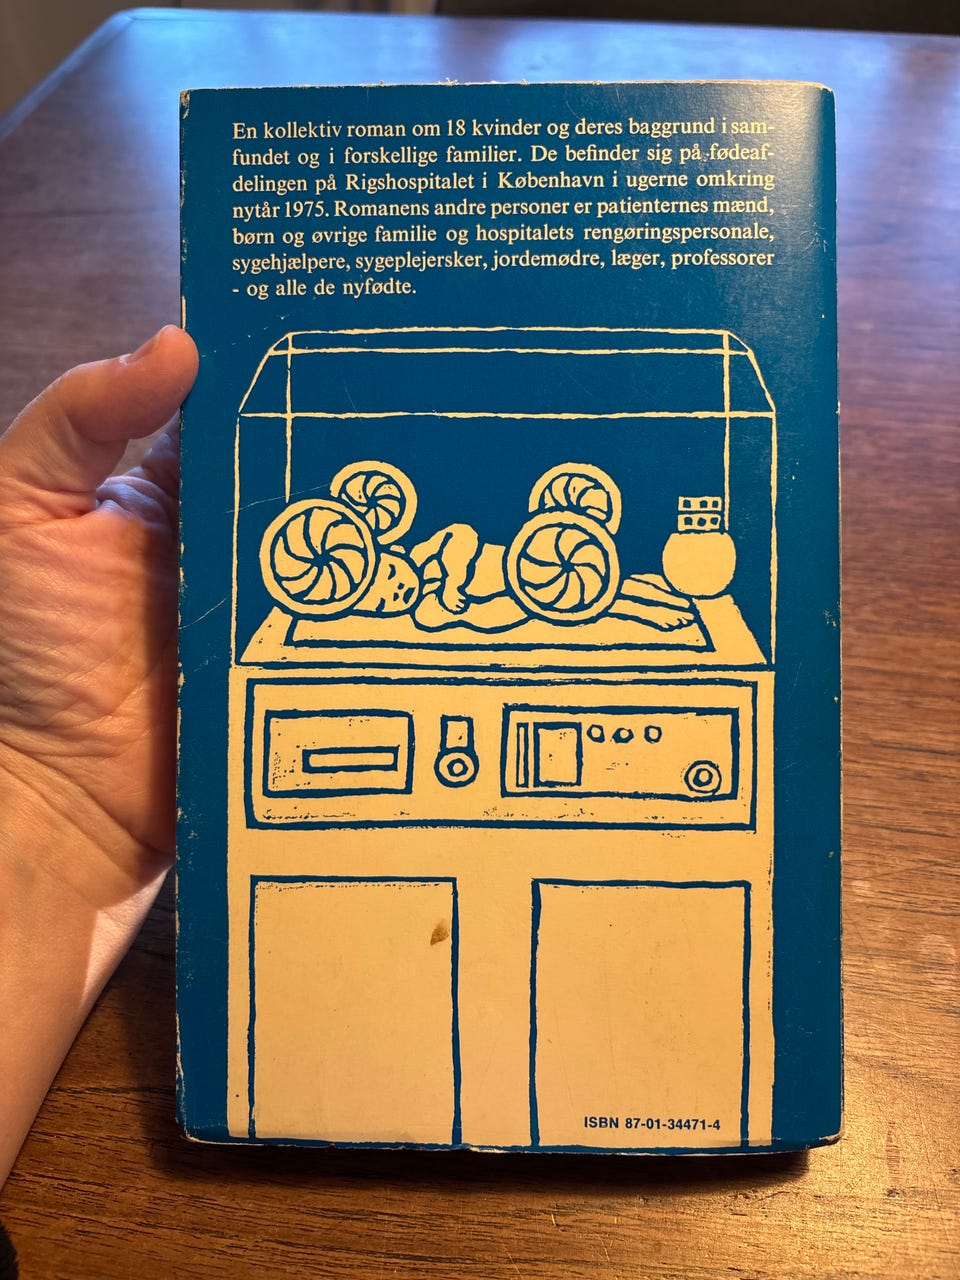 En kollektiv roman om 18 kvinder og deres baggrund i sam-
fundet og i forskellige familier. De befinder sig på fødeaf-
delingen på Rigshospitalet i København i ugerne omkring
nytår 1975. Romanens andre personer er patienternes mænd,
børn og øvrige familie og hospitalets rengøringspersonale,
sygehjælpere, sygeplejersker, jordemødre, læger, professorer
- og alle de nyfødte.
ISBN 87-01-34471-4